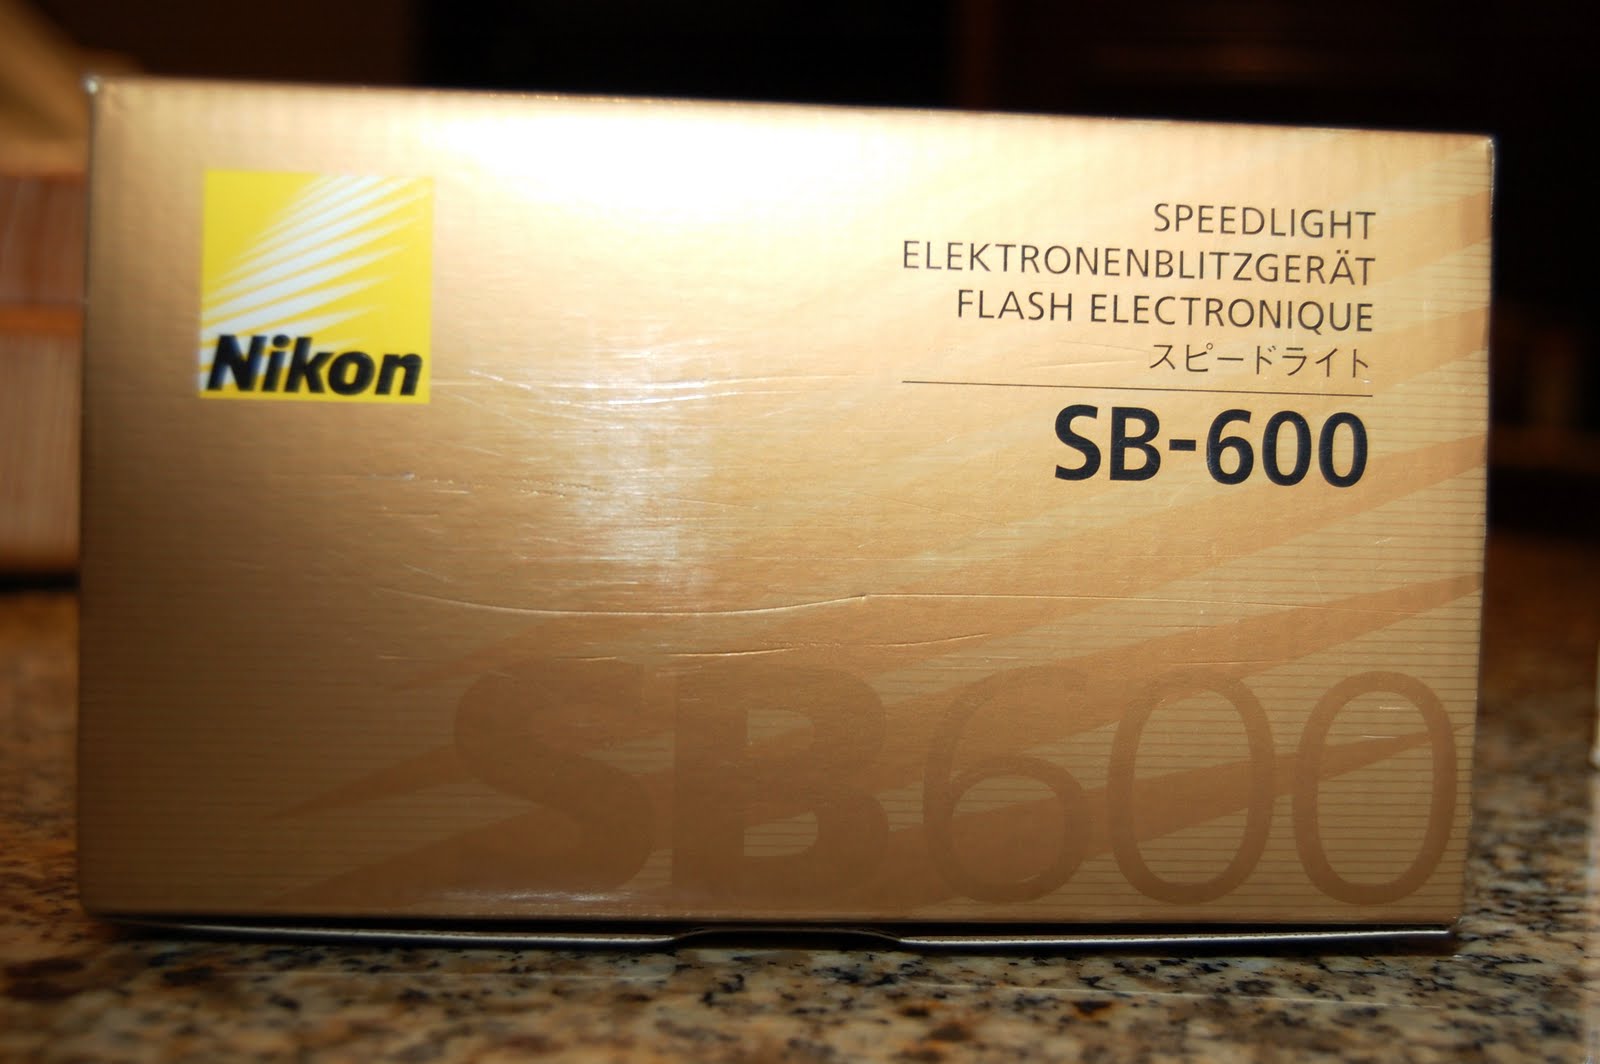 Nikon
SPEEDLIGHT
ELEKTRONENBLITZGERÄT
FLASH ELECTRONIQUE
スピードライト
SB-600
SB600